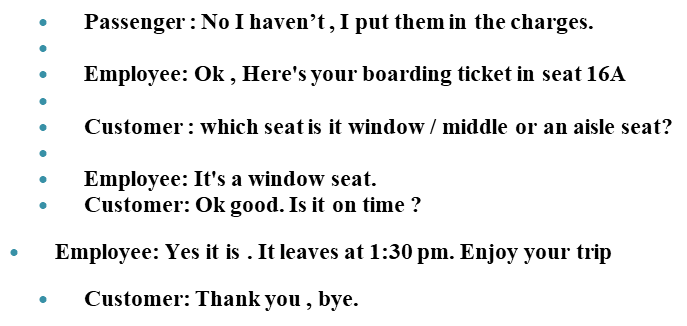 Passenger : No I haven’t , I put them in the charges.
Employee: Ok , Here's your boarding ticket in seat 16A
Customer : which seat is it window / middle or an aisle seat?
Employee: It's a window seat.
Customer: Ok good. Is it on time ?
Employee: Yes it is . It leaves at 1:30 pm. Enjoy your trip
Customer: Thank you , bye.